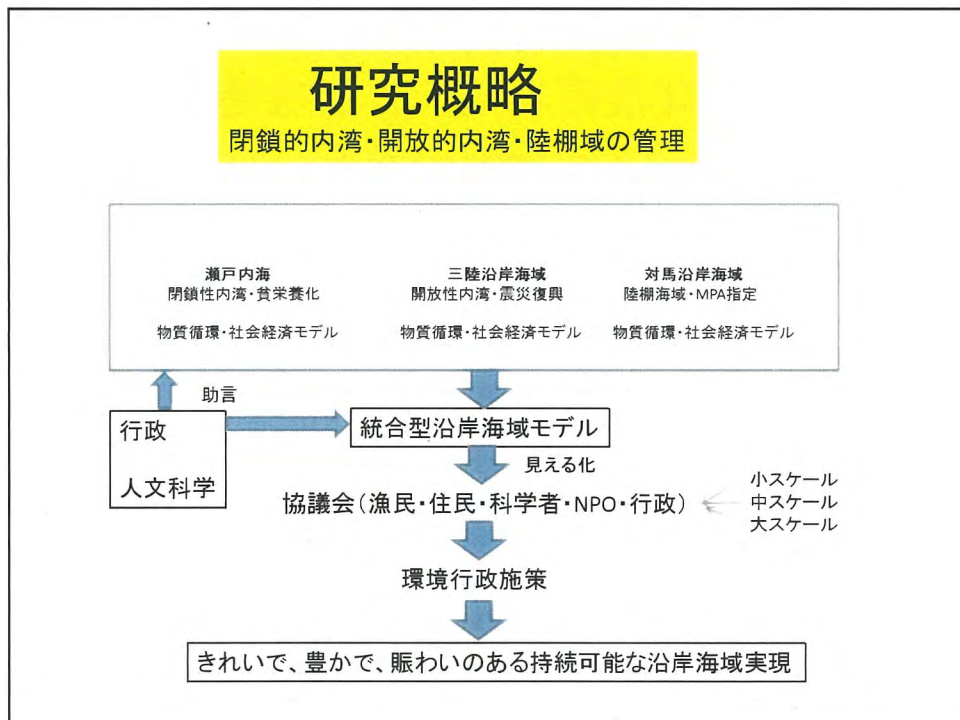 研究概略
閉鎖的内湾・開放的内湾・陸棚域の管理
瀬戸内海
閉鎖性内湾・貧栄養化
物質循環・社会経済モデル
三陸沿岸海域
開放性内湾・震災復興
物質循環・社会経済モデル
対馬沿岸海域
陸棚海域・MPA指定
物質循環・社会経済モデル
助言
行政
人文科学
統合型沿岸海域モデル
見える化
協議会(漁民・住民・科学者・NPO・行政)
小スケール
中スケール
大スケール
環境行政施策
きれいで、豊かで、賑わいのある持続可能な沿岸海域実現